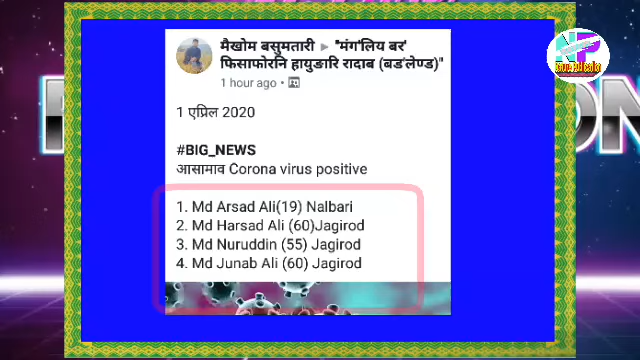 मैखोम बसुमतारी ▸ "मंग'लिय बर'
फिसाफोरनि हायुङारि रादाब (बड'लेण्ड)"
1 hour ago •
1 एप्रिल 2020
#BIG_NEWS
आसामाव Corona virus positive
1. Md Arsad Ali(19) Nalbari
2. Md Harsad Ali (60)Jagirod
3. Md Nuruddin (55) Jagirod
4. Md Junab Ali (60) Jagirod
NP